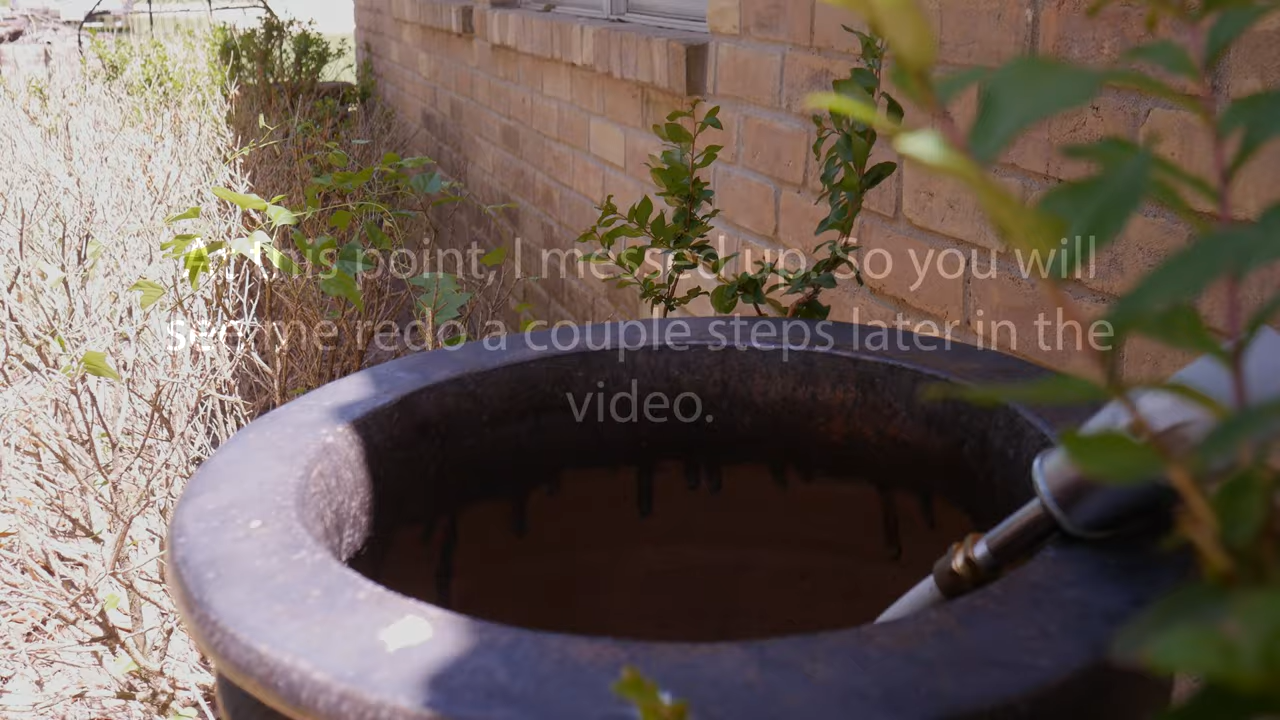 At this point, I messed up, so you will
see me redo a couple steps later in the
video.